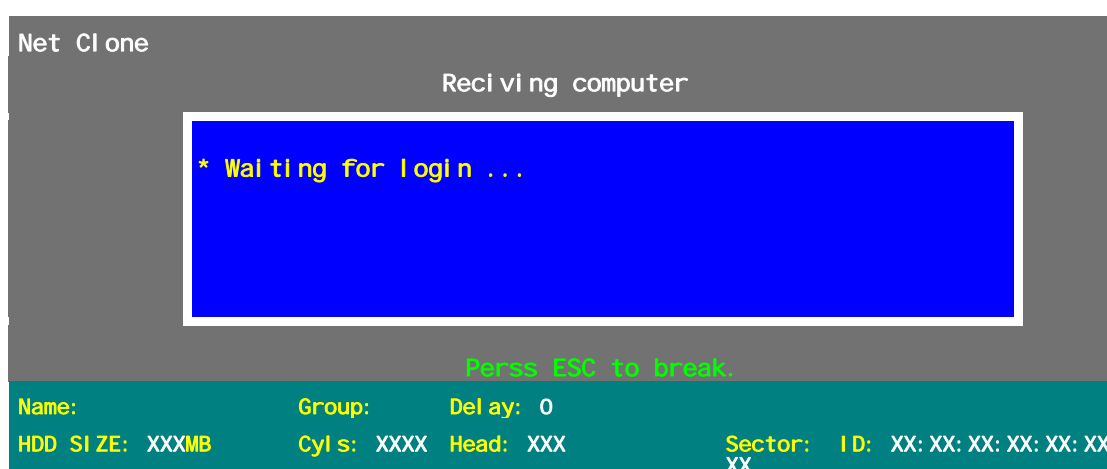 Net Clone
Reciving computer
* Waiting for login ...
Perss ESC to break.
Name: Group: Delay: 0
HDD SIZE: XXXMB Cyls: XXXX Head: XXX Sector: ID: XX:XX:XX:XX:XX:XX
XX